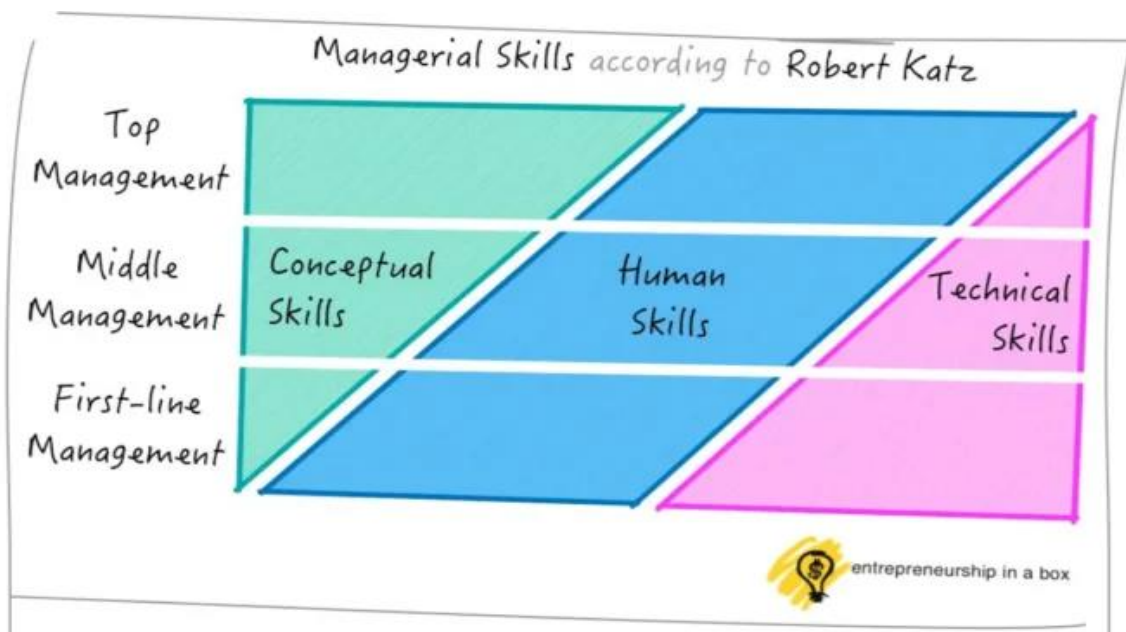 Managerial Skills according to Robert Katz
Top
Management
Middle
Management
First-line
Management
Conceptual
Skills
Human
Skills
Technical
Skills
$
entrepreneurship in a box